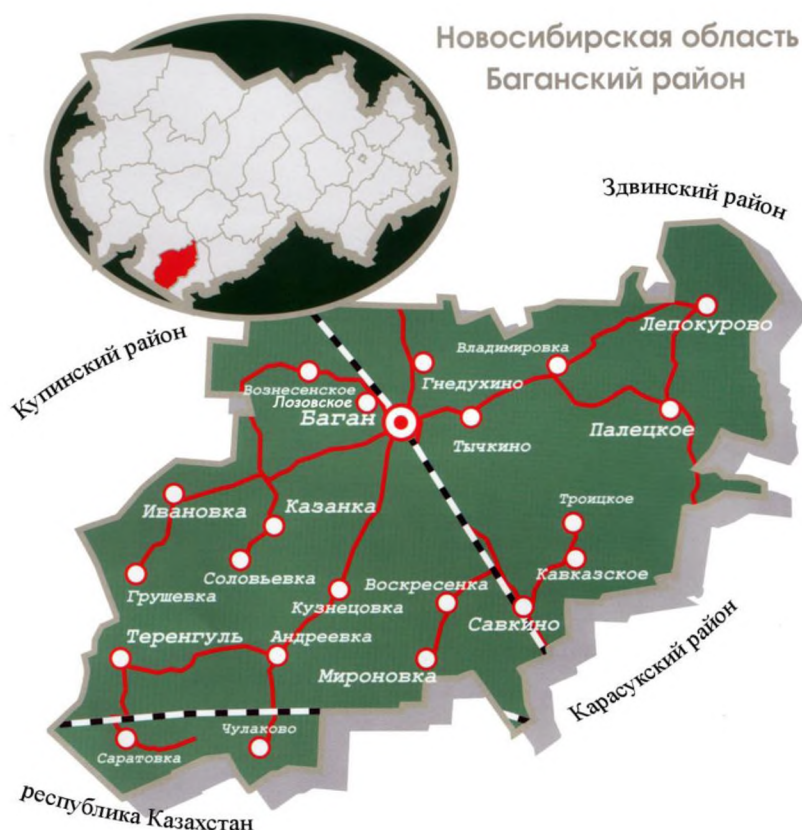 Новосибирская область
Баганский район
Здвинский район
Купинский район
Лепокурово
Владимировка
Гнедухино
Вознесенское
Лозовское
Баган
Тычкино
Палецкое
Ивановка
Казанка
Троицкое
Соловьевка
Грушевка
Воскресенка
Кавказское
Кузнецовка
Савкино
Теренгуль
Андреевка
Мироновка
Карасукский район
Чулаково
Саратовка
республика Казахстан